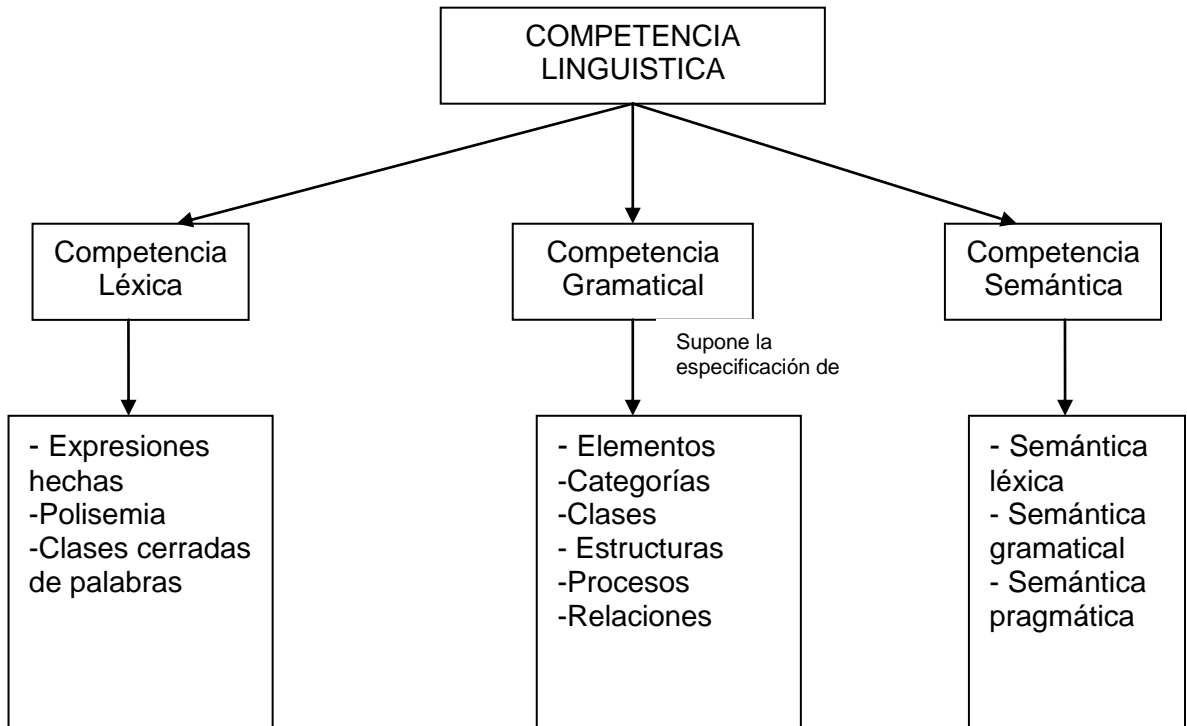 COMPETENCIA
LINGUISTICA
Competencia
Léxica
Competencia
Gramatical
Competencia
Semántica
Supone la
especificación de
- Expresiones
hechas
-Polisemia
-Clases cerradas
de palabras
- Elementos
-Categorías
-Clases
- Estructuras
-Procesos
-Relaciones
- Semántica
léxica
- Semántica
gramatical
- Semántica
pragmática